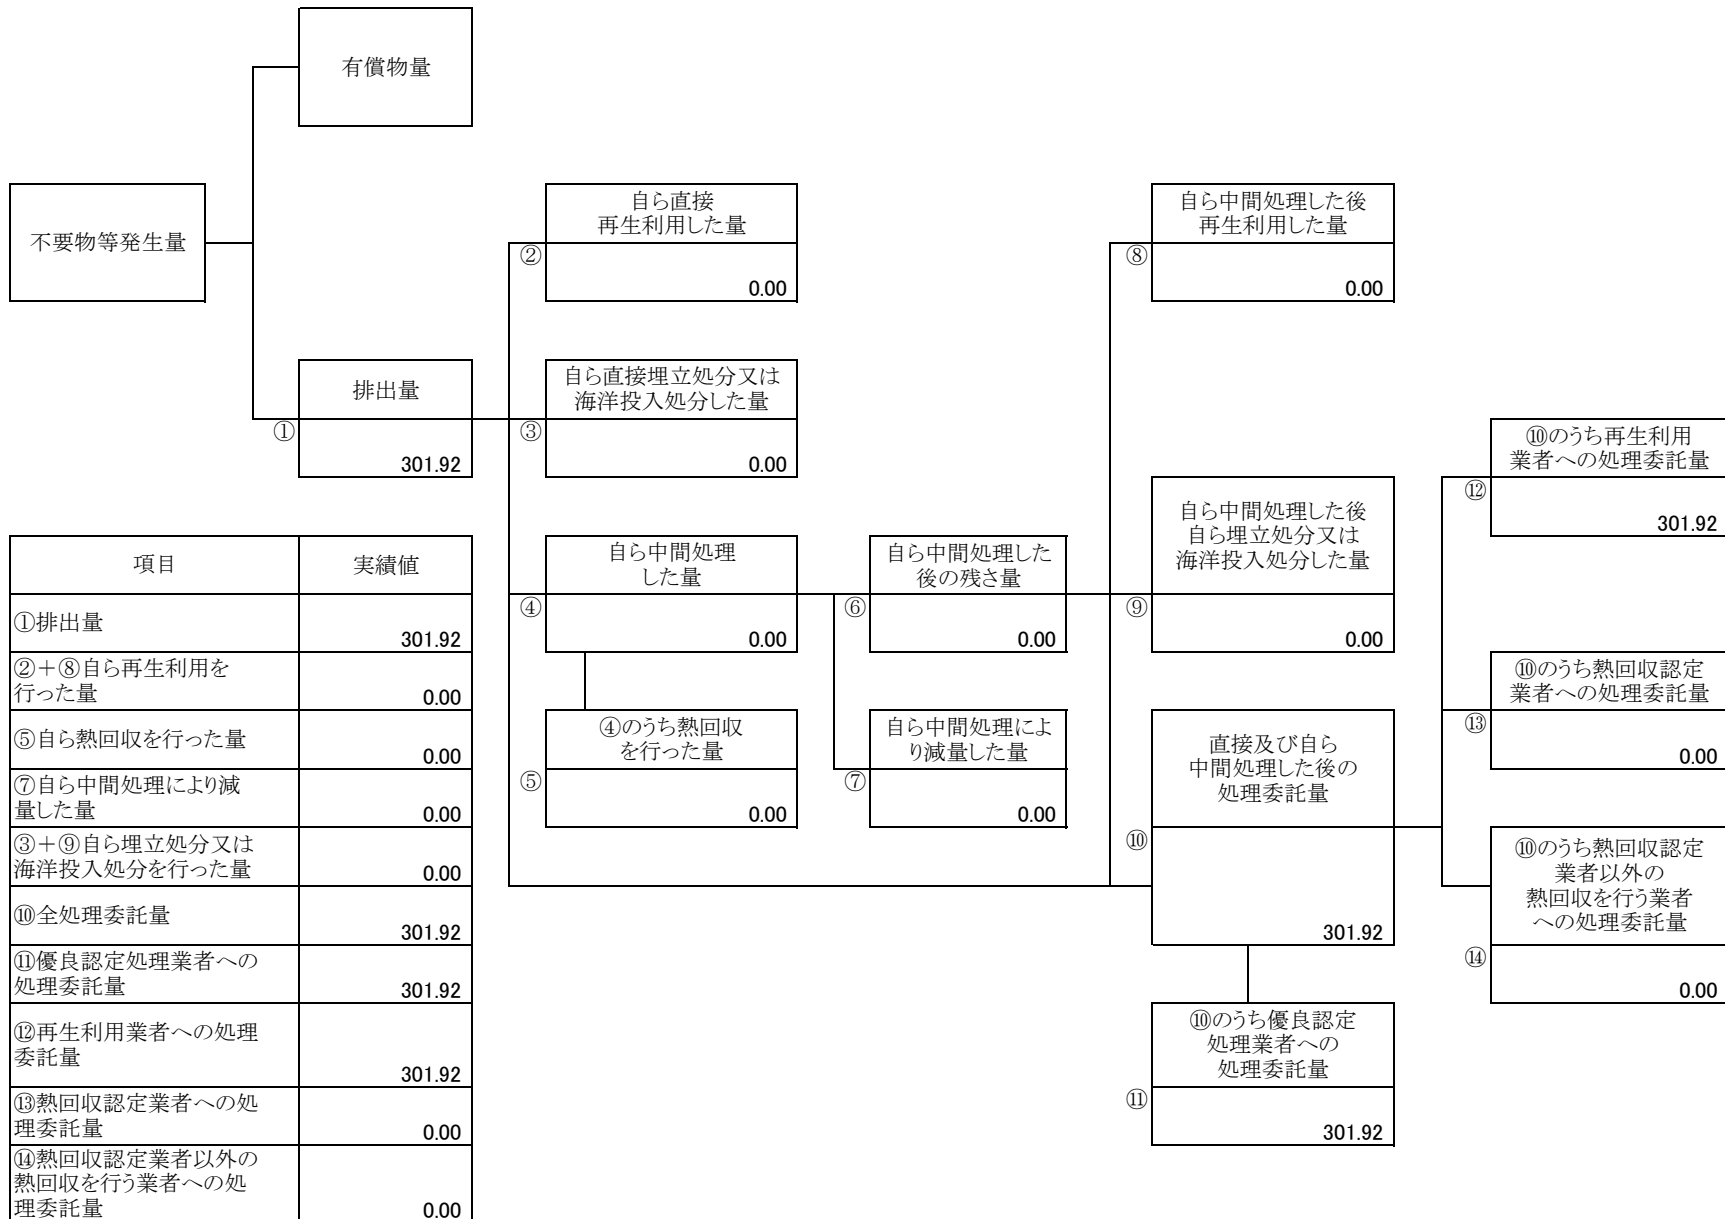 有償物量
不要物等発生量
自ら直接
再生利用した量
②
0.00
自ら中間処理した後
再生利用した量
⑧
0.00
排出量
①
301.92
自ら直接埋立処分又は
海洋投入処分した量
③
0.00
自ら中間処理
した量
④
0.00
自ら中間処理した
後の残さ量
⑥
0.00
自ら中間処理した後
自ら埋立処分又は
海洋投入処分した量
⑨
0.00
⑩のうち再生利用
業者への処理委託量
⑫
301.92
④のうち熱回収
を行った量
⑤
0.00
自ら中間処理によ
り減量した量
⑦
0.00
直接及び自ら
中間処理した後の
処理委託量
⑩
301.92
⑩のうち熱回収認定
業者への処理委託量
⑬
0.00
⑩のうち熱回収認定
業者以外の
熱回収を行う業者
への処理委託量
⑭
0.00
⑩のうち優良認定
処理業者への
処理委託量
⑪
301.92
項目 実績値
①排出量
301.92
②+⑧自ら再生利用を
行った量 0.00
⑤自ら熱回収を行った量
0.00
⑦自ら中間処理により減
量した量 0.00
③+⑨自ら埋立処分又は
海洋投入処分を行った量 0.00
⑩全処理委託量
301.92
⑪優良認定処理業者への
処理委託量 301.92
⑫再生利用業者への処理
委託量
301.92
⑬熱回収認定業者への処
理委託量 0.00
⑭熱回収認定業者以外の
熱回収を行う業者への処
理委託量 0.00